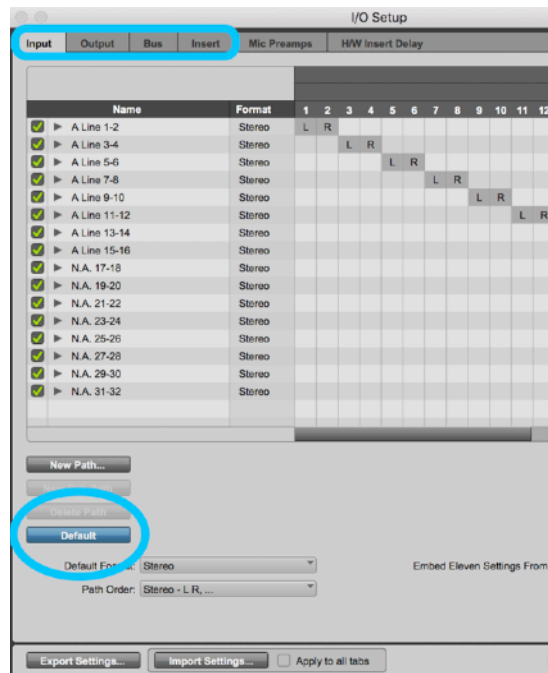 I/O Setup
Input Output Bus Insert Mic Preamps H/W Insert Delay
Name Format 1 2 3 4 5 6 7 8 9 10 11 12
A Line 1-2 Stereo L R
A Line 3-4 Stereo L R
A Line 5-6 Stereo L R
A Line 7-8 Stereo L R
A Line 9-10 Stereo L R
A Line 11-12 Stereo L R
A Line 13-14 Stereo
A Line 15-16 Stereo
N.A. 17-18 Stereo
N.A. 19-20 Stereo
N.A. 21-22 Stereo
N.A. 23-24 Stereo
N.A. 25-26 Stereo
N.A. 27-28 Stereo
N.A. 29-30 Stereo
N.A. 31-32 Stereo
New Path...
Delete Path
Default
Default Format: Stereo Embed Eleven Settings From
Path Order: Stereo - L R, ...
Export Settings... Import Settings... Apply to all tabs